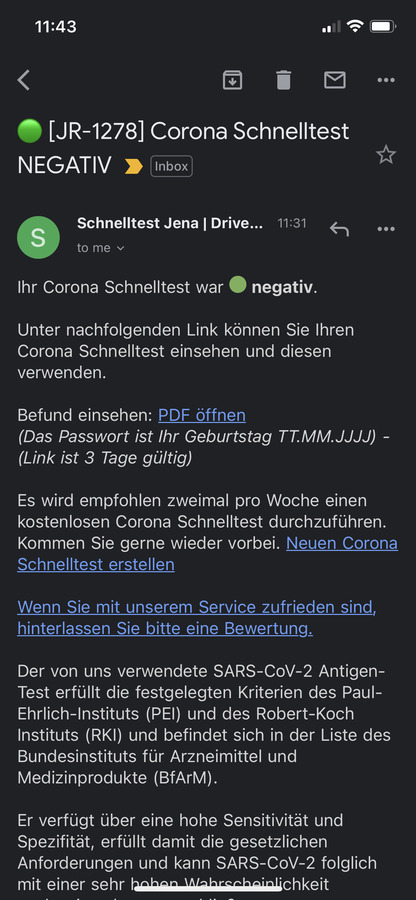 11:43
[JR-1278] Corona Schnelltest
NEGATIV Inbox
S
Schnelltest Jena | Drive... 11:31
to me
Ihr Corona Schnelltest war negativ.
Unter nachfolgenden Link können Sie Ihren
Corona Schnelltest einsehen und diesen
verwenden.
Befund einsehen: PDF öffnen
(Das Passwort ist Ihr Geburtstag TT.MM.JJJJ) -
(Link ist 3 Tage gültig)
Es wird empfohlen zweimal pro Woche einen
kostenlosen Corona Schnelltest durchzuführen.
Kommen Sie gerne wieder vorbei. Neuen Corona
Schnelltest erstellen
Wenn Sie mit unserem Service zufrieden sind,
hinterlassen Sie bitte eine Bewertung.
Der von uns verwendete SARS-CoV-2 Antigen-
Test erfüllt die festgelegten Kriterien des Paul-
Ehrlich-Instituts (PEI) und des Robert-Koch
Instituts (RKI) und befindet sich in der Liste des
Bundesinstituts für Arzneimittel und
Medizinprodukte (BfArM).
Er verfügt über eine hohe Sensitivität und
Spezifität, erfüllt damit die gesetzlichen
Anforderungen und kann SARS-CoV-2 folglich
mit einer sehr hohen Wahrscheinlichkeit